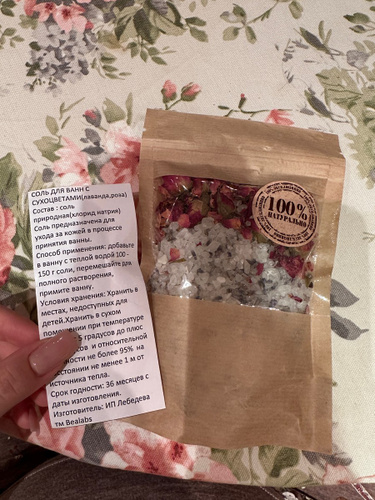 СОЛЬ ДЛЯ ВАНН С
СУХОЦВЕТАМИ(лаванда,роза)
Состав : соль
природная(хлорид натрия)
Соль предназначена для
ухода за кожей в процессе
принятия ванны.
Способ применения: добавьте
в ванну с теплой водой 100-
150 г соли, перемешайте до
полного растворения.
примите ванну.
Условия хранения: Хранить в
местах, недоступных для
детей.Хранить в сухом
при температуре
5 градусов до плюс
и относительной
не более 95% на
не менее 1 м от
источника тепла.
Срок годности: 36 месяцев с
даты изготовления.
Изготовитель: ИП Лебедева
тм Bealabs
100%
НАТУРАЛЬНО